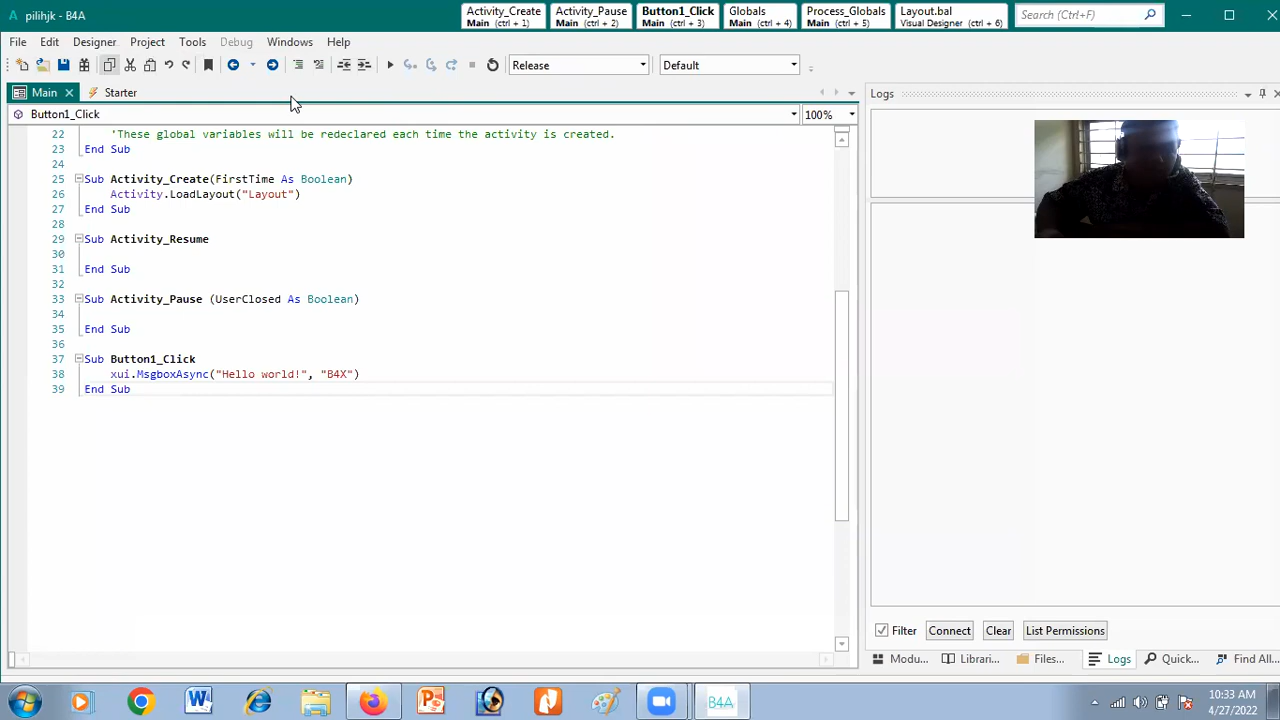 pilihjk - B4A
Activity_Create
Main (ctrl + 1)
Activity_Pause
Main (ctrl + 2)
Button1_Click
Main (ctrl + 3)
Globals
Main (ctrl + 4)
Process_Globals
Main (ctrl + 5)
Layout.bal
Visual Designer (ctrl + 6)
Search (Ctrl+F)
File Edit Designer Project Tools Debug Windows Help
Release Default
Main Starter
Button1_Click 100%
22 'These global variables will be redeclared each time the activity is created.
23 End Sub
24
25 Sub Activity_Create(FirstTime As Boolean)
26 Activity.LoadLayout("Layout")
27 End Sub
28
29 Sub Activity_Resume
30
31 End Sub
32
33 Sub Activity_Pause (UserClosed As Boolean)
34
35 End Sub
36
37 Sub Button1_Click
38 xui.MsgboxAsync("Hello world!", "B4X")
39 End Sub
Logs
Filter Connect Clear List Permissions
Modu... Librari... Files... Logs Quick... Find All...
B4A
10:33 AM
4/27/2022